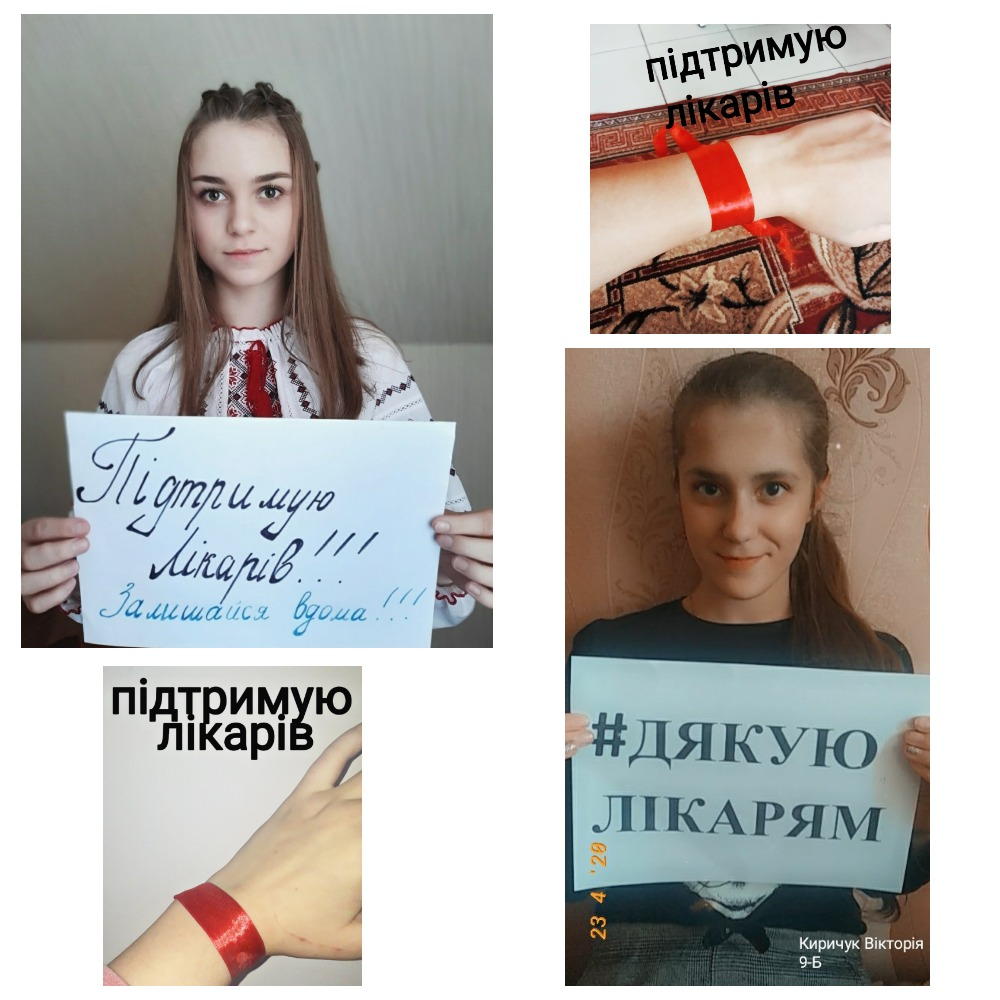 Підтримую
Лікарів!!!
Залишайся вдома!!!
підтримую
лікарів
підтримую
лікарів
#ДЯКУЮ
ЛІКАРЯМ
23 4 '20
Киричук Вікторія
9-Б